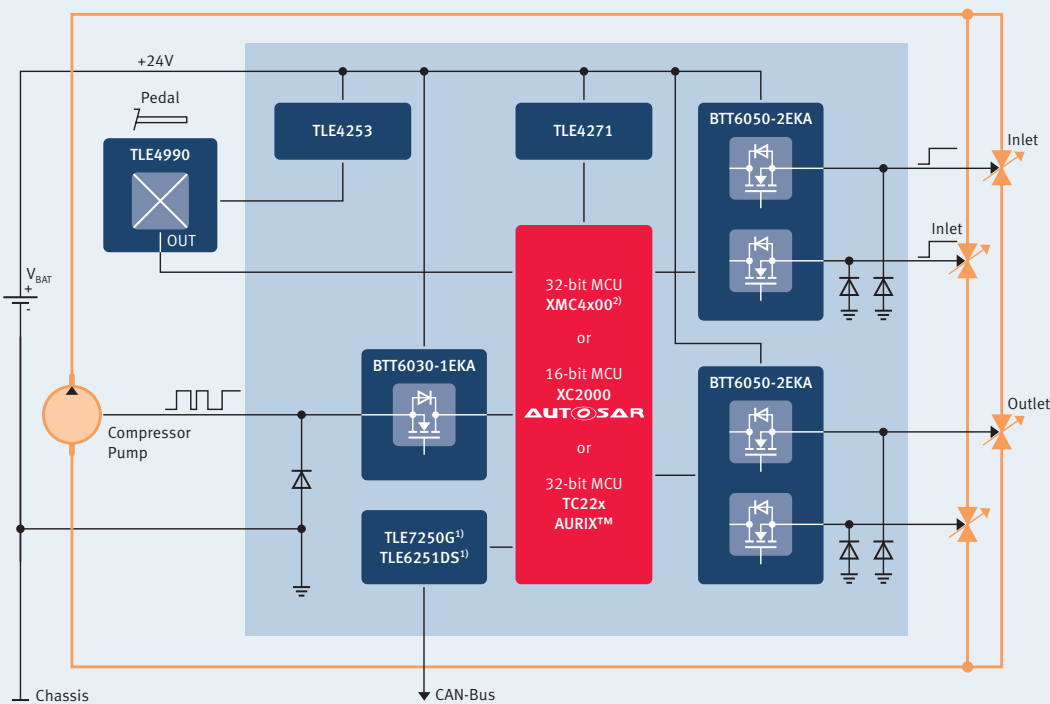 +24V
Pedal
TLE4990
OUT
TLE4253
TLE4271
BTT6050-2EKA
Inlet
Inlet
V_BAT
+
-
32-bit MCU
XMC4x00²⁾
or
16-bit MCU
XC2000
AUTOSAR
or
32-bit MCU
TC22x
AURIX™
BTT6030-1EKA
BTT6050-2EKA
Outlet
Compressor
Pump
TLE7250G¹⁾
TLE6251DS¹⁾
Chassis
CAN-Bus